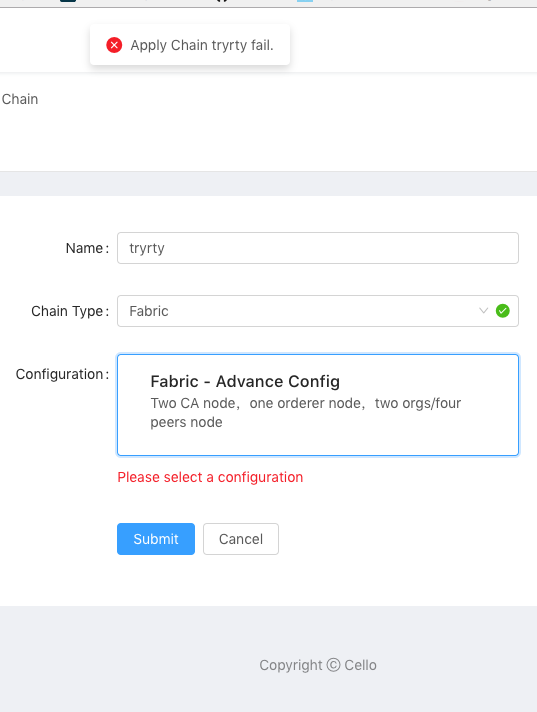 Apply Chain tryrty fail.
Chain
Name:
tryrty
Chain Type:
Fabric
Configuration:
Fabric - Advance Config
Two CA node，one orderer node，two orgs/four
peers node
Please select a configuration
Submit
Cancel
Copyright © Cello